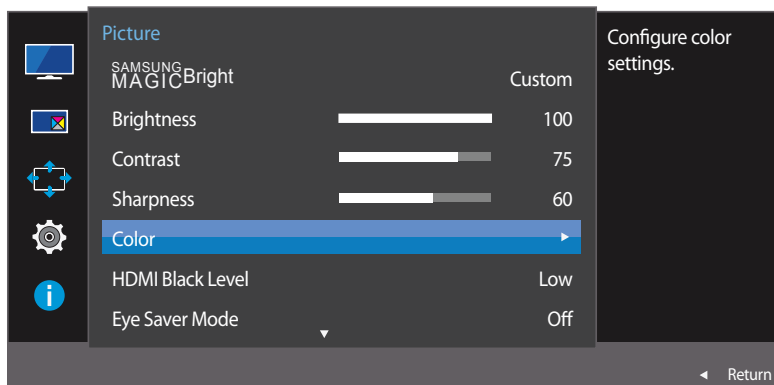 Picture
SAMSUNG
MAGICBright Custom
Brightness 100
Contrast 75
Sharpness 60
Color
HDMI Black Level Low
Eye Saver Mode Off
Configure color
settings.
i
Return